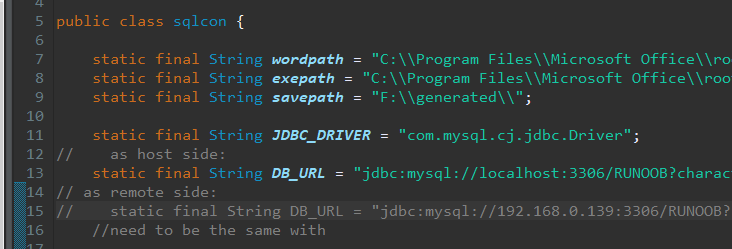 4
5 public class sqlcon {
6
7 static final String wordpath = "C:\\Program Files\\Microsoft Office\\ro
8 static final String exepath = "C:\\Program Files\\Microsoft Office\\roo
9 static final String savepath = "F:\\generated\\";
10
11 static final String JDBC_DRIVER = "com.mysql.cj.jdbc.Driver";
12 // as host side:
13 static final String DB_URL = "jdbc:mysql://localhost:3306/RUNOOB?charac
14 // as remote side:
15 // static final String DB_URL = "jdbc:mysql://192.168.0.139:3306/RUNOOB?
16 //need to be the same with
17